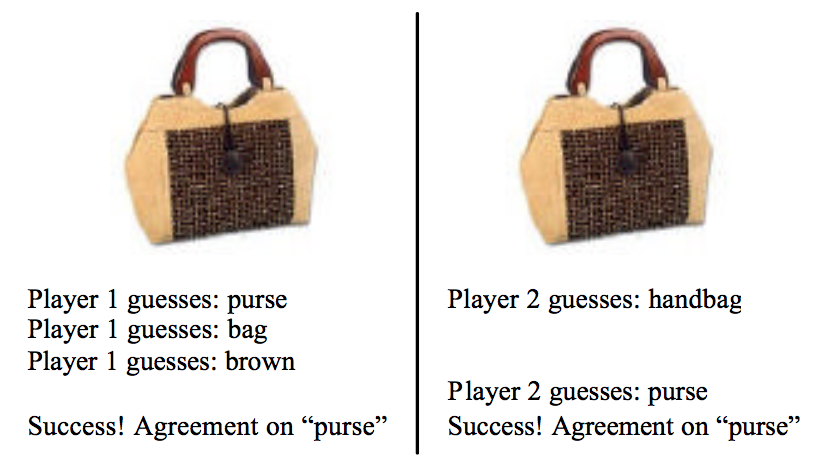 Player 1 guesses: purse
Player 1 guesses: bag
Player 1 guesses: brown
Success! Agreement on “purse”
Player 2 guesses: handbag
Player 2 guesses: purse
Success! Agreement on “purse”